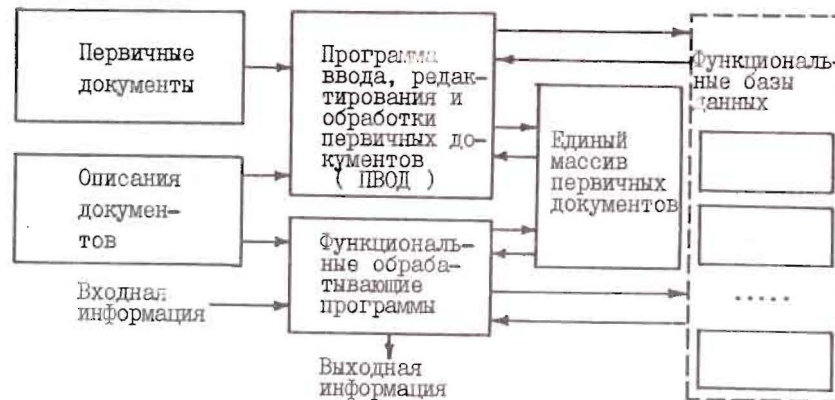 Первичные
документы
Программа
ввода, редак-
тирования и
обработки
первичных до-
кументов
( ПВОД )
Функциональ-
ные базы
данных
Единый
массив
первичных
документов
Описания
докумен-
тов
Функциональ-
ные обраба-
тывающие
программы
Входная
информация
.....
Выходная
информация